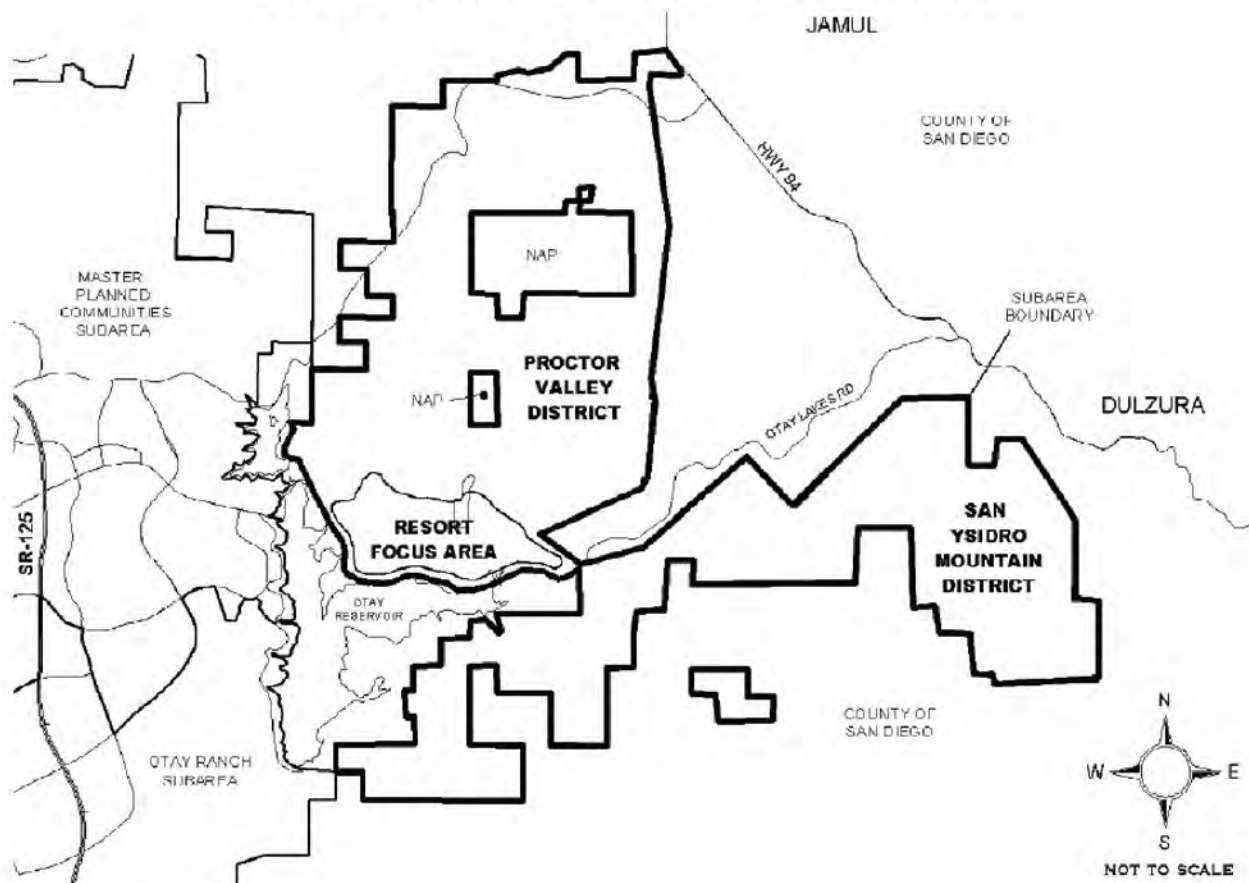 JAMUL
COUNTY OF
SAN DIEGO
HWY 94
NAP
MASTER
PLANNED
COMMUNITIES
SUBAREA
SUBAREA
BOUNDARY
PROCTOR
VALLEY
DISTRICT
NAP
OTAY LAKES RD
DULZURA
SR-125
RESORT
FOCUS AREA
SAN
YSIDRO
MOUNTAIN
DISTRICT
OTAY
RESERVOIR
COUNTY OF
SAN DIEGO
OTAY RANCH
SUBAREA
N
W
E
S
NOT TO SCALE